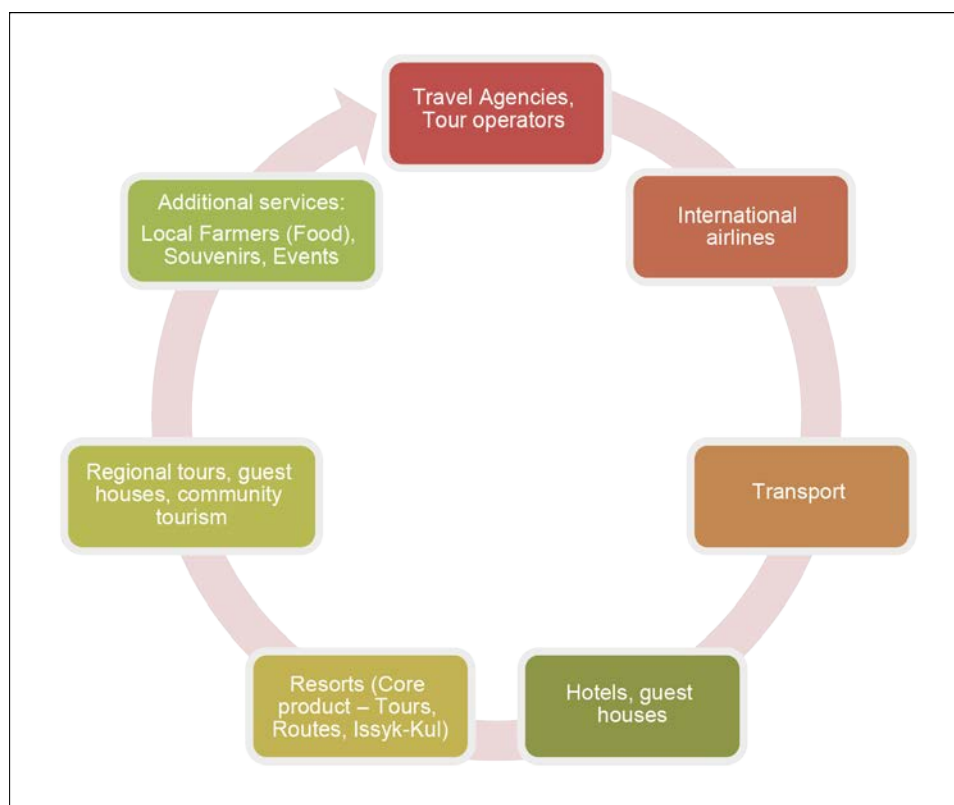 Travel Agencies,
Tour operators
International
airlines
Transport
Hotels, guest
houses
Resorts (Core
product – Tours,
Routes, Issyk-Kul)
Regional tours, guest
houses, community
tourism
Additional services:
Local Farmers (Food),
Souvenirs, Events